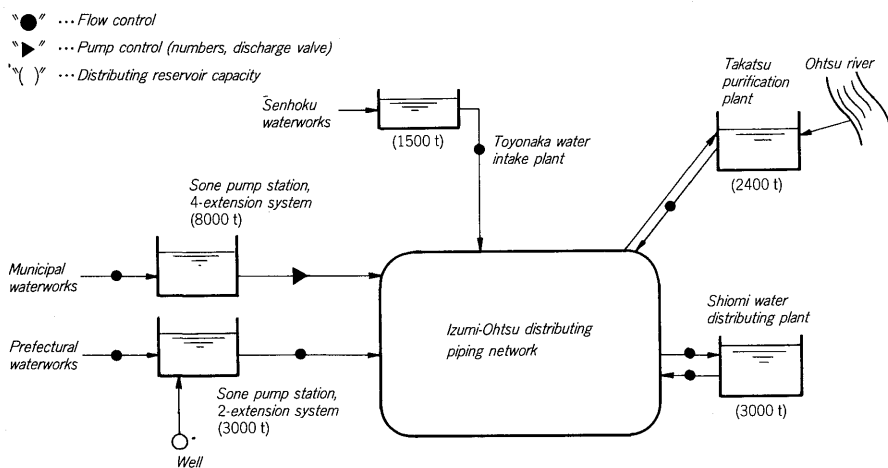 "●" ··· Flow control
"▶" ··· Pump control (numbers, discharge valve)
"( )" ··· Distributing reservoir capacity
Senhoku
waterworks
(1500 t)
Toyonaka water
intake plant
Takatsu
purification
plant
Ohtsu river
(2400 t)
Sone pump station,
4-extension system
(8000 t)
Municipal
waterworks
Prefectural
waterworks
Sone pump station,
2-extension system
(3000 t)
Well
Izumi-Ohtsu distributing
piping network
Shiomi water
distributing plant
(3000 t)